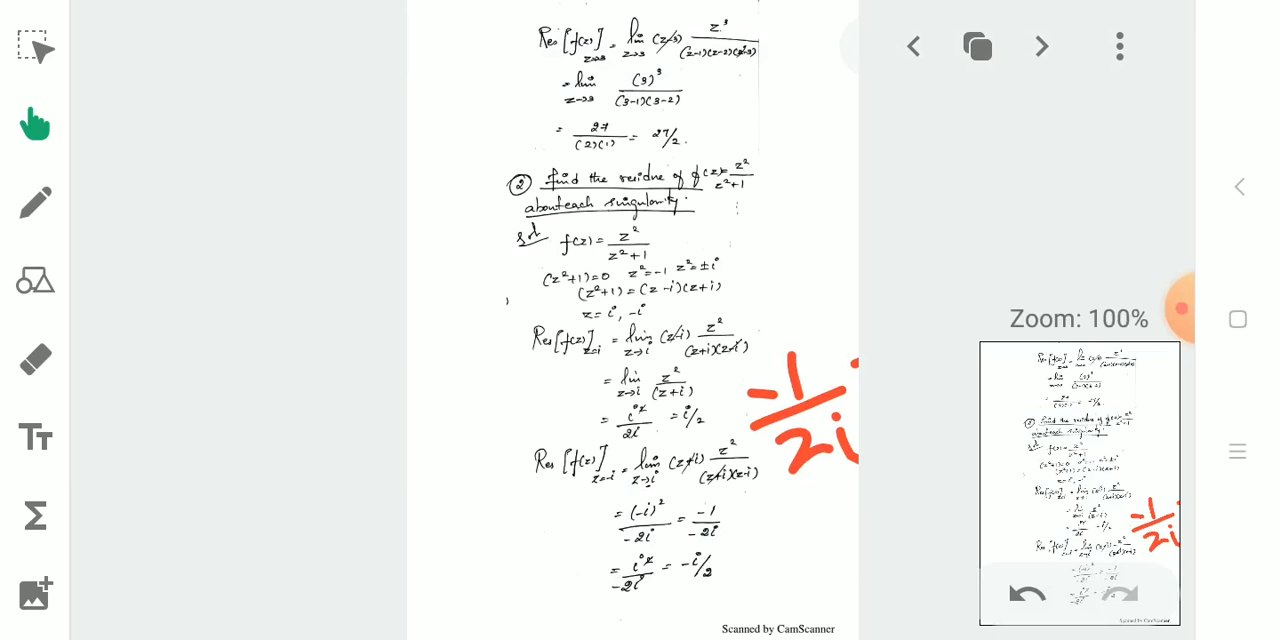 Res [f(z)]z→3 = lim z→3 (z-3) z³/(z-1)(z-2)(z-3)
= lim z→3 (3)³/(3-1)(3-2)
= 27/(2)(1) = 27/2.
② Find the residue of f(z)= z²/z²+1
about each singularity.
Sol f(z) = z²/z²+1
(z²+1)=0 z²=-1 z²=±i
(z²+1) = (z-i)(z+i)
z= i, -i
Res [f(z)]z=i = lim z→i (z-i) z²/(z+i)(z-i)
= lim z→i z²/(z+i)
= i²/2i = i/2
-1/2i
Res [f(z)]z=-i = lim z→-i (z+i) z²/(z+i)(z-i)
= (-i)²/-2i = -1/-2i
= i²/-2i = -i/2
Scanned by CamScanner
Tt
Σ
Zoom: 100%